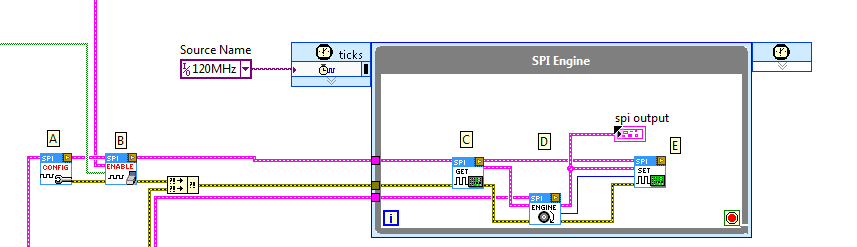 Source Name
I/O 120MHz
ticks
SPI Engine
spi output
A
B
C
D
E
SPI
CONFIG
SPI
ENABLE
SPI
GET
SPI
ENGINE
SPI
SET
?!
?!
?!
i